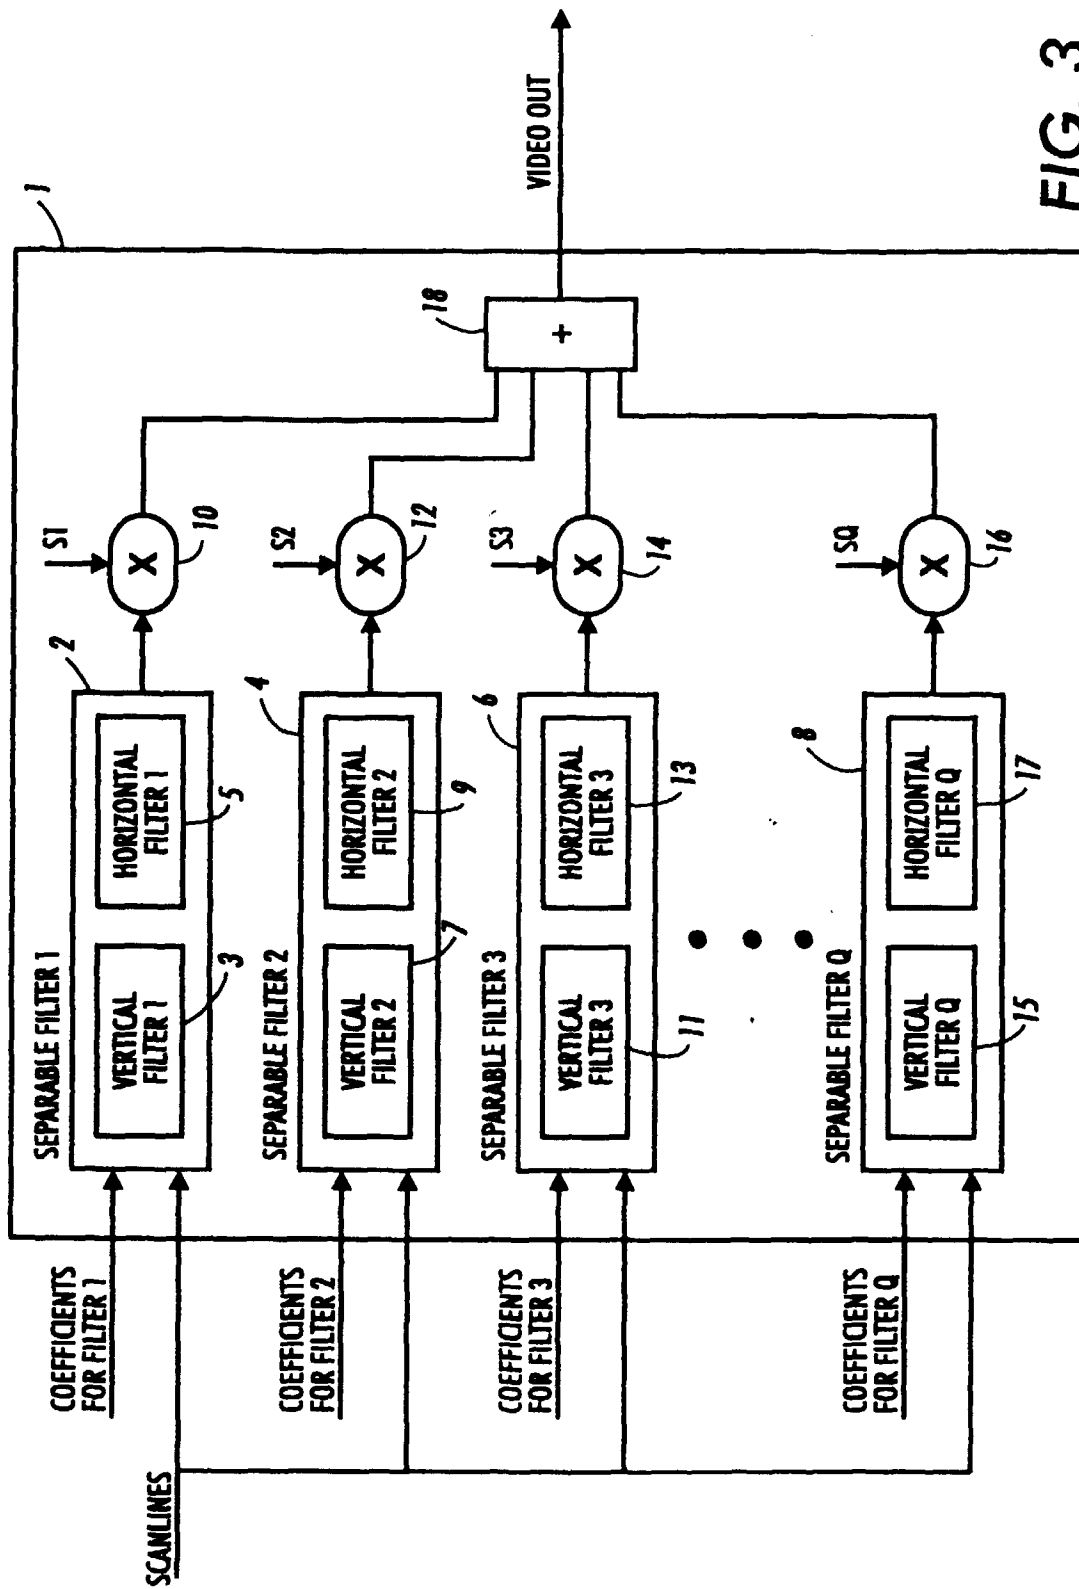 1
SEPARABLE FILTER 1
2
COEFFICIENTS
FOR FILTER 1
SCANLINES
VERTICAL
FILTER 1
3
HORIZONTAL
FILTER 1
5
S1
X
10
SEPARABLE FILTER 2
4
COEFFICIENTS
FOR FILTER 2
VERTICAL
FILTER 2
7
HORIZONTAL
FILTER 2
9
S2
X
12
SEPARABLE FILTER 3
6
COEFFICIENTS
FOR FILTER 3
VERTICAL
FILTER 3
11
HORIZONTAL
FILTER 3
13
S3
X
14
SEPARABLE FILTER Q
8
COEFFICIENTS
FOR FILTER Q
VERTICAL
FILTER Q
15
HORIZONTAL
FILTER Q
17
SQ
X
16
18
+
VIDEO OUT
FIG. 3